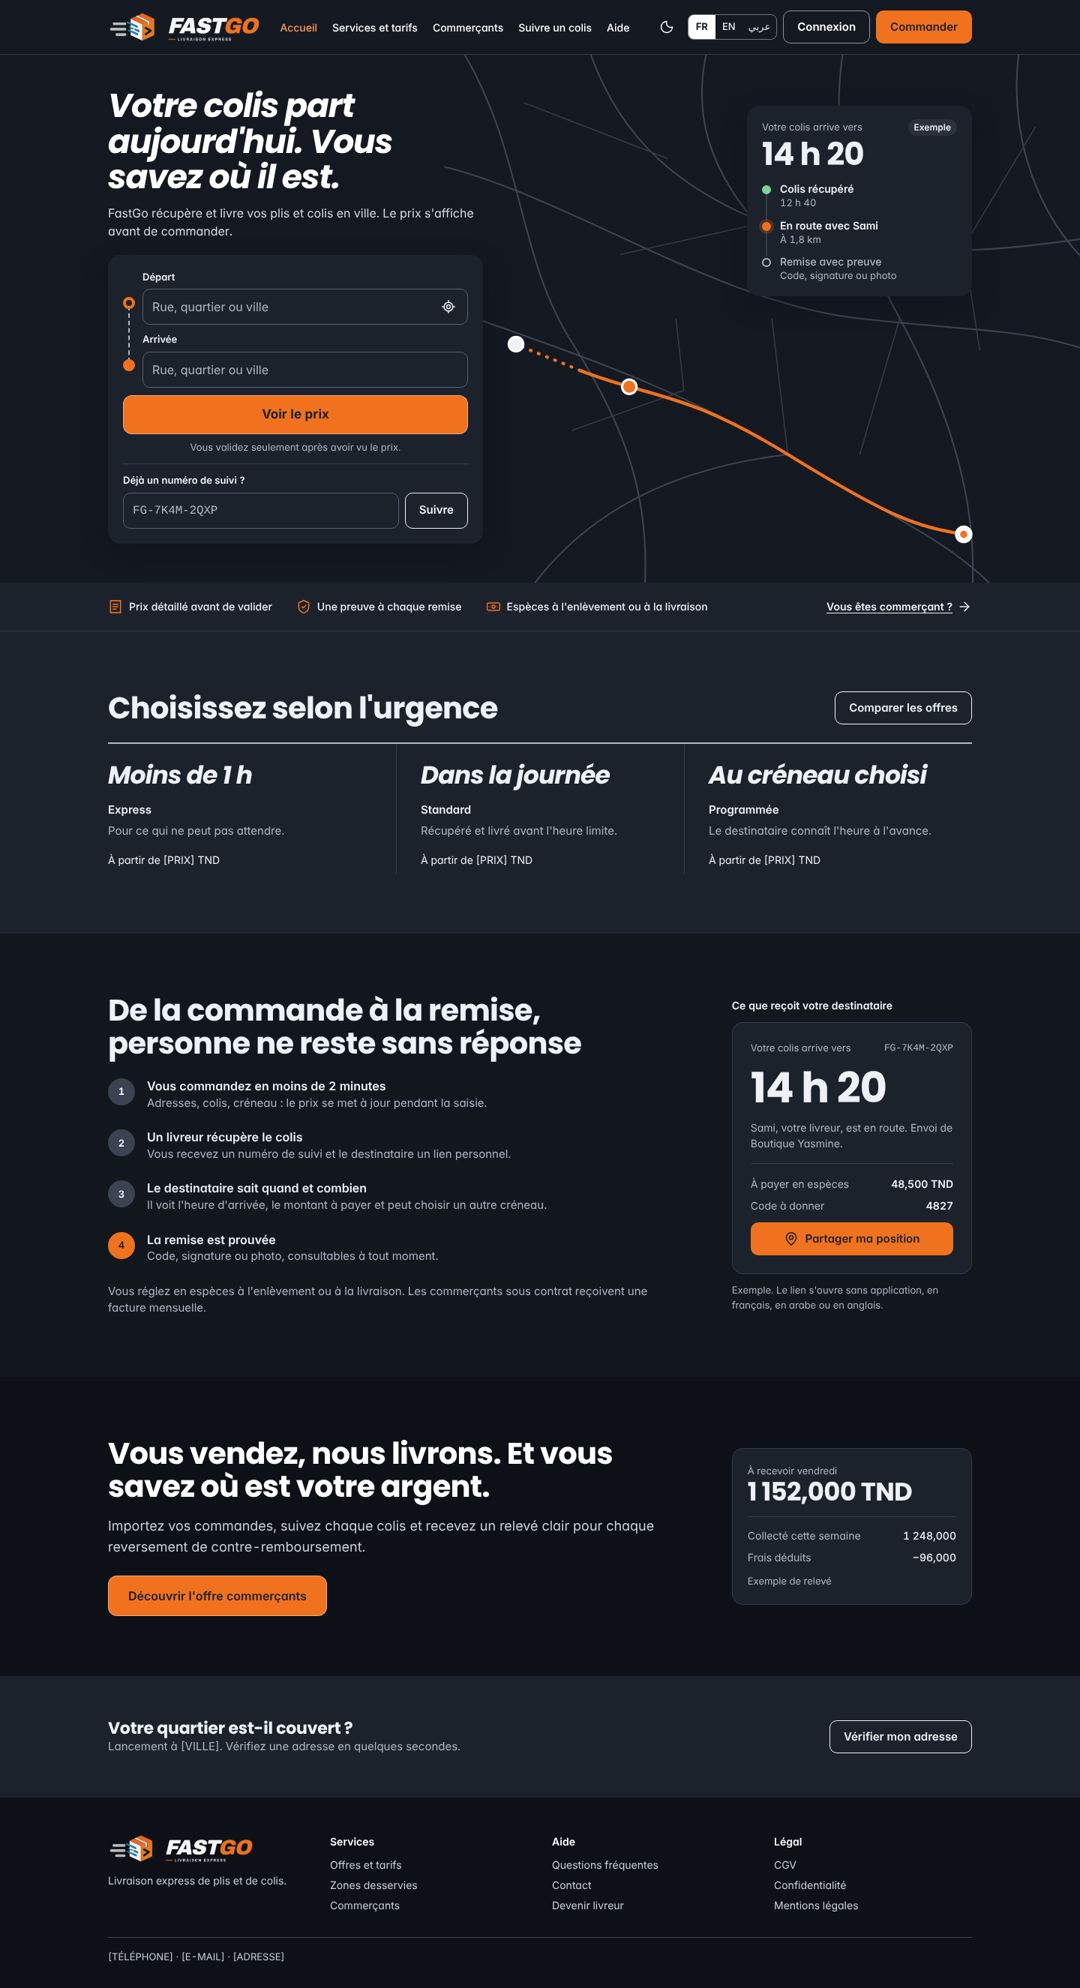 FASTGO
LIVRAISON EXPRESS
Accueil
Services et tarifs
Commerçants
Suivre un colis
Aide
FR
EN
عربي
Connexion
Commander
Votre colis part
aujourd'hui. Vous
savez où il est.
FastGo récupère et livre vos plis et colis en ville. Le prix s'affiche
avant de commander.
Départ
Rue, quartier ou ville
Arrivée
Rue, quartier ou ville
Voir le prix
Vous validez seulement après avoir vu le prix.
Déjà un numéro de suivi ?
FG-7K4M-2QXP
Suivre
Votre colis arrive vers
Exemple
14 h 20
Colis récupéré
12 h 40
En route avec Sami
À 1,8 km
Remise avec preuve
Code, signature ou photo
Prix détaillé avant de valider
Une preuve à chaque remise
Espèces à l'enlèvement ou à la livraison
Vous êtes commerçant ?
Choisissez selon l'urgence
Comparer les offres
Moins de 1 h
Express
Pour ce qui ne peut pas attendre.
À partir de [PRIX] TND
Dans la journée
Standard
Récupéré et livré avant l'heure limite.
À partir de [PRIX] TND
Au créneau choisi
Programmée
Le destinataire connaît l'heure à l'avance.
À partir de [PRIX] TND
De la commande à la remise,
personne ne reste sans réponse
1
Vous commandez en moins de 2 minutes
Adresses, colis, créneau : le prix se met à jour pendant la saisie.
2
Un livreur récupère le colis
Vous recevez un numéro de suivi et le destinataire un lien personnel.
3
Le destinataire sait quand et combien
Il voit l'heure d'arrivée, le montant à payer et peut choisir un autre créneau.
4
La remise est prouvée
Code, signature ou photo, consultables à tout moment.
Vous réglez en espèces à l'enlèvement ou à la livraison. Les commerçants sous contrat reçoivent une
facture mensuelle.
Ce que reçoit votre destinataire
Votre colis arrive vers
FG-7K4M-2QXP
14 h 20
Sami, votre livreur, est en route. Envoi de
Boutique Yasmine.
À payer en espèces
48,500 TND
Code à donner
4827
Partager ma position
Exemple. Le lien s'ouvre sans application, en
français, en arabe ou en anglais.
Vous vendez, nous livrons. Et vous
savez où est votre argent.
Importez vos commandes, suivez chaque colis et recevez un relevé clair pour chaque
reversement de contre-remboursement.
Découvrir l'offre commerçants
À recevoir vendredi
1 152,000 TND
Collecté cette semaine
1 248,000
Frais déduits
−96,000
Exemple de relevé
Votre quartier est-il couvert ?
Lancement à [VILLE]. Vérifiez une adresse en quelques secondes.
Vérifier mon adresse
FASTGO
LIVRAISON EXPRESS
Livraison express de plis et de colis.
Services
Offres et tarifs
Zones desservies
Commerçants
Aide
Questions fréquentes
Contact
Devenir livreur
Légal
CGV
Confidentialité
Mentions légales
[TÉLÉPHONE] · [E-MAIL] · [ADRESSE]